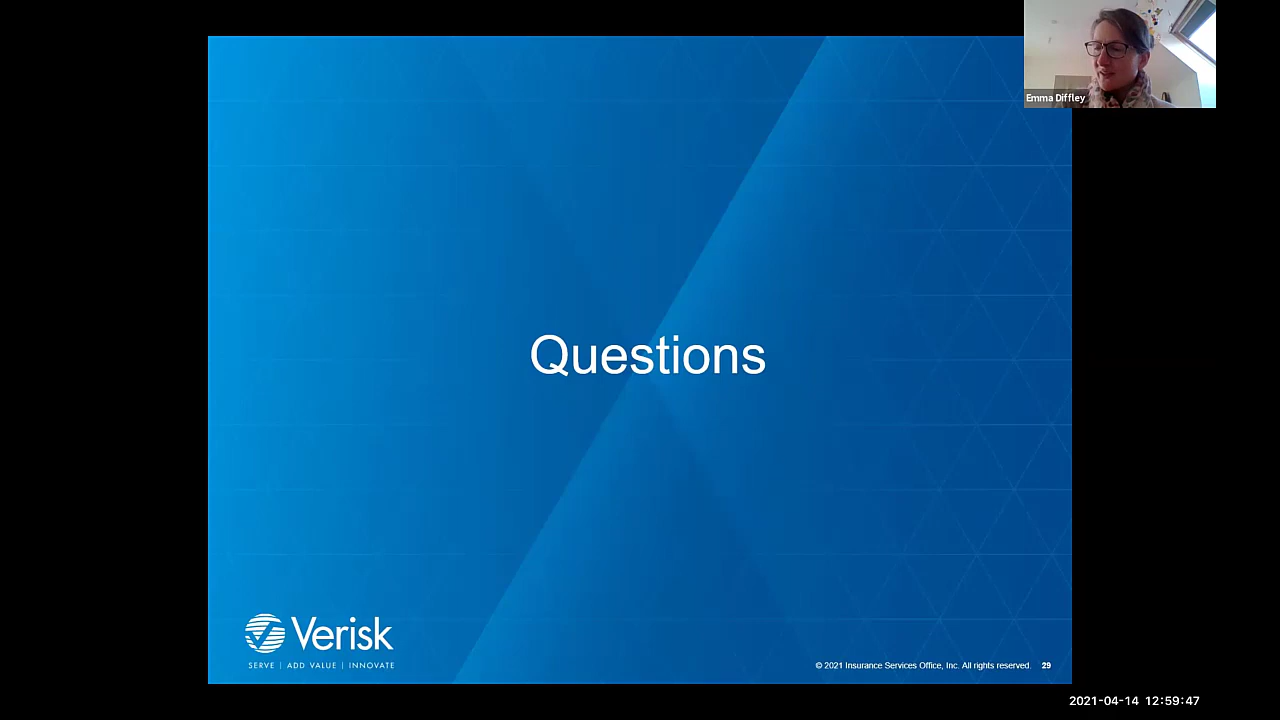 Emma Diffley
Questions
Verisk
SERVE | ADD VALUE | INNOVATE
© 2021 Insurance Services Office, Inc. All rights reserved. 29
2021-04-14 12:59:47